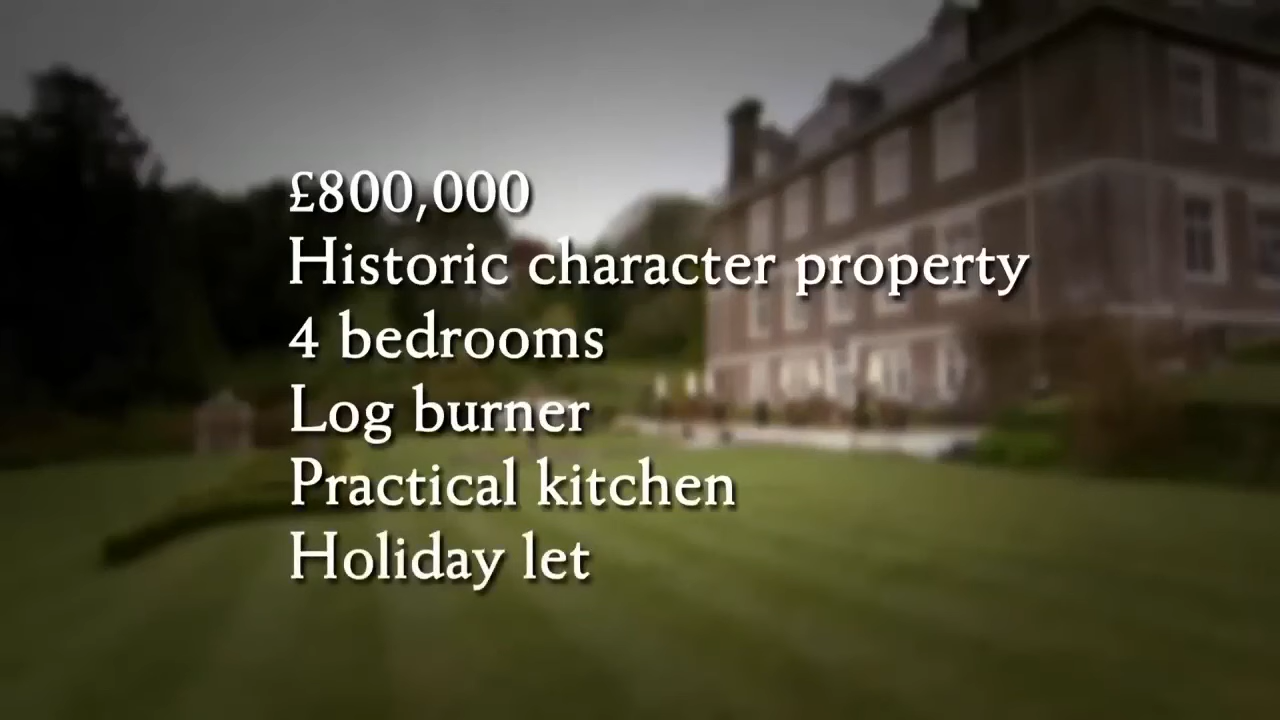 £800,000
Historic character property
4 bedrooms
Log burner
Practical kitchen
Holiday let